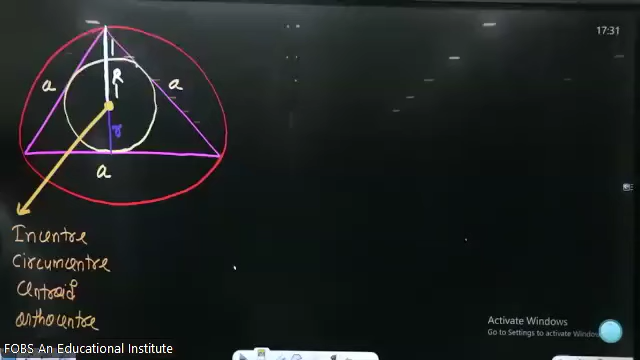 17:31
R
a
a
r
a
Incentre
Circumcentre
Centroid
orthocentre
Activate Windows
Go to Settings to activate Windows
FOBS An Educational Institute